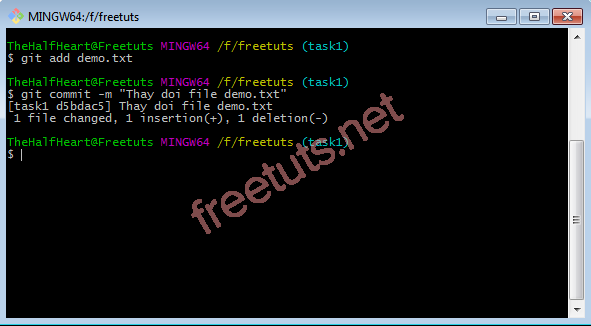 MINGW64:/f/freetuts
TheHalfHeart@Freetuts MINGW64 /f/freetuts (task1)
$ git add demo.txt
TheHalfHeart@Freetuts MINGW64 /f/freetuts (task1)
$ git commit -m "Thay doi file demo.txt"
[task1 d5bdac5] Thay doi file demo.txt
 1 file changed, 1 insertion(+), 1 deletion(-)
TheHalfHeart@Freetuts MINGW64 /f/freetuts (task1)
$
freetuts.net